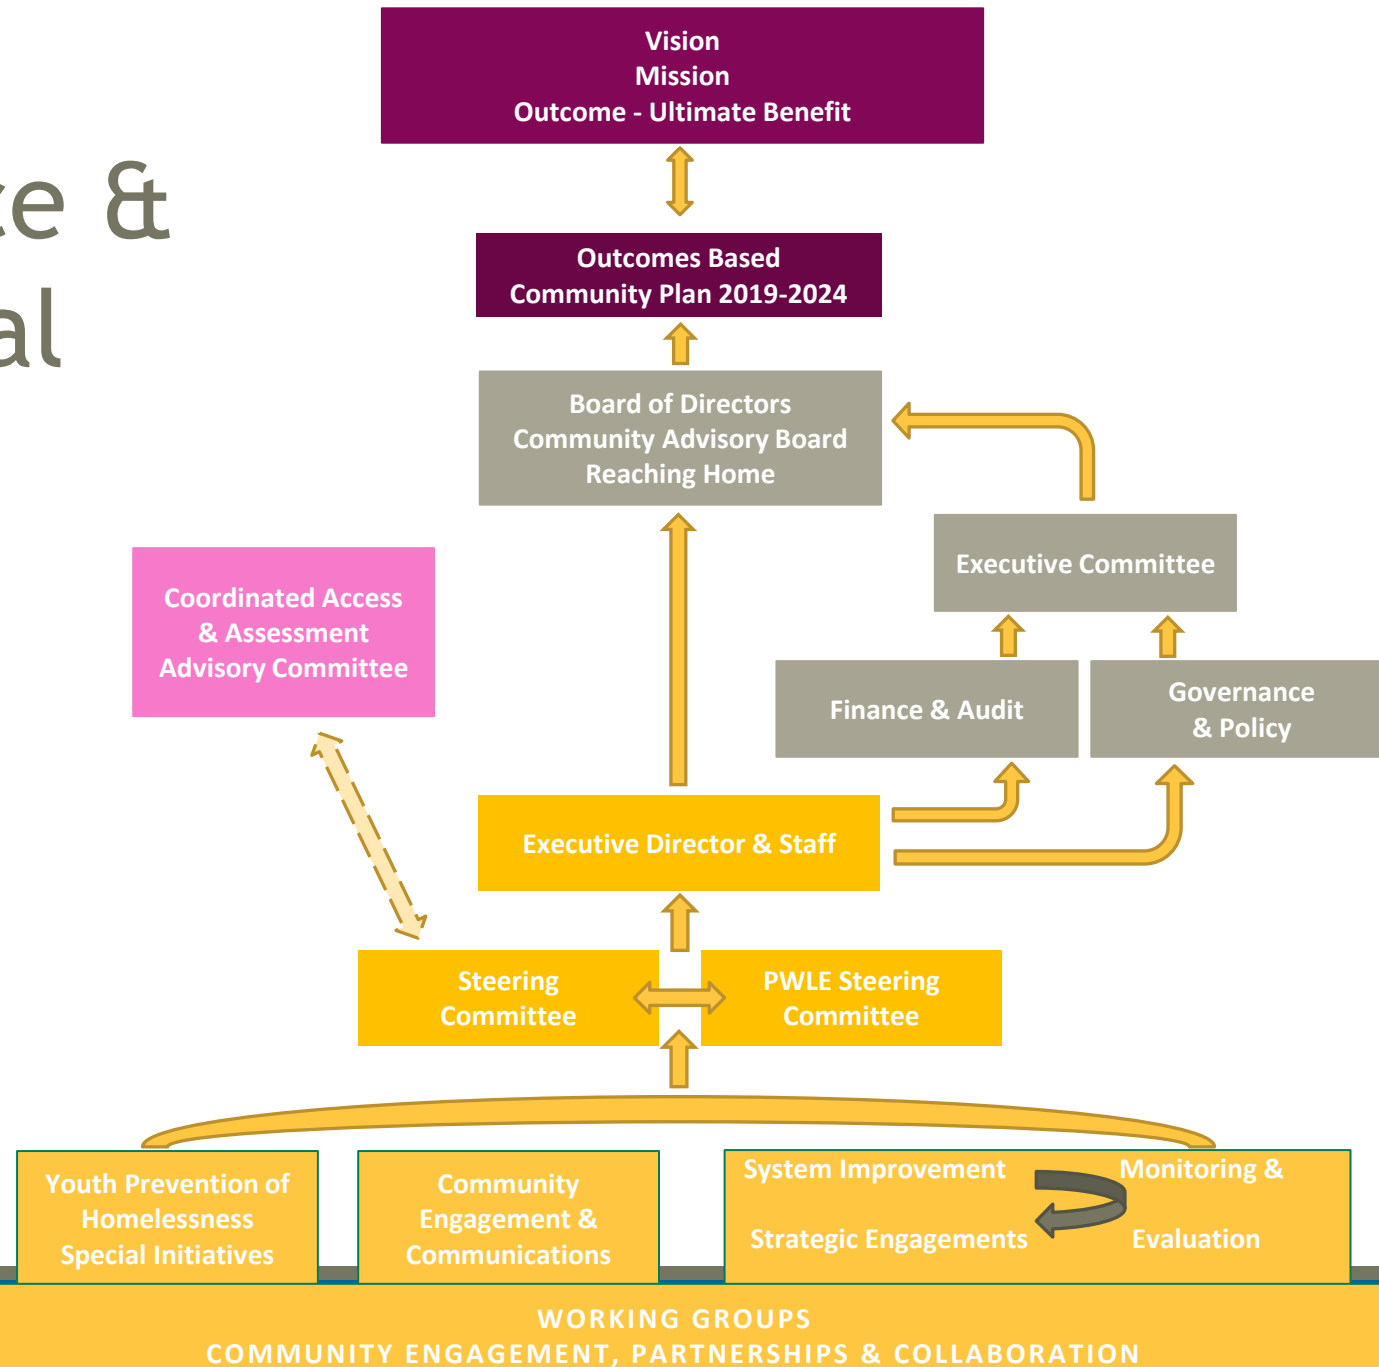 Vision
Mission
Outcome - Ultimate Benefit
ce &
al
Outcomes Based
Community Plan 2019-2024
Board of Directors
Community Advisory Board
Reaching Home
Executive Committee
Coordinated Access
& Assessment
Advisory Committee
Finance & Audit
Governance
& Policy
Executive Director & Staff
Steering
Committee
PWLE Steering
Committee
Youth Prevention of
Homelessness
Special Initiatives
Community
Engagement &
Communications
System Improvement
Strategic Engagements
Monitoring &
Evaluation
WORKING GROUPS
COMMUNITY ENGAGEMENT, PARTNERSHIPS & COLLABORATION